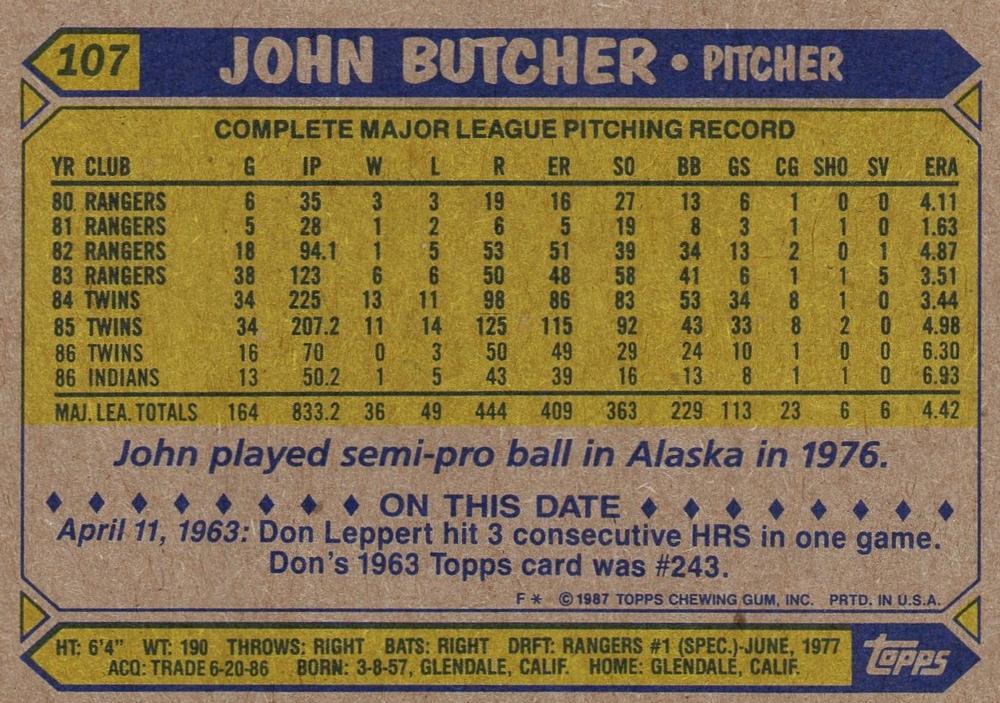 107 JOHN BUTCHER • PITCHER
COMPLETE MAJOR LEAGUE PITCHING RECORD
YR CLUB G IP W L R ER SO BB GS CG SHO SV ERA
80 RANGERS 6 35 3 3 19 16 27 13 6 1 0 0 4.11
81 RANGERS 5 28 1 2 6 5 19 8 3 1 1 0 1.63
82 RANGERS 18 94.1 1 5 53 51 39 34 13 2 0 1 4.87
83 RANGERS 38 123 6 6 50 48 58 41 6 1 1 5 3.51
84 TWINS 34 225 13 11 98 86 83 53 34 8 1 0 3.44
85 TWINS 34 207.2 11 14 125 115 92 43 33 8 2 0 4.98
86 TWINS 16 70 0 3 50 49 29 24 10 1 0 0 6.30
86 INDIANS 13 50.2 1 5 43 39 16 13 8 1 1 0 6.93
MAJ. LEA. TOTALS 164 833.2 36 49 444 409 363 229 113 23 6 6 4.42
John played semi-pro ball in Alaska in 1976.
ON THIS DATE
April 11, 1963: Don Leppert hit 3 consecutive HRS in one game.
Don's 1963 Topps card was #243.
F * © 1987 TOPPS CHEWING GUM, INC. PRTD. IN U.S.A.
HT: 6'4" WT: 190 THROWS: RIGHT BATS: RIGHT DRFT: RANGERS #1 (SPEC.)-JUNE, 1977
ACQ: TRADE 6-20-86 BORN: 3-8-57, GLENDALE, CALIF. HOME: GLENDALE, CALIF.
topps